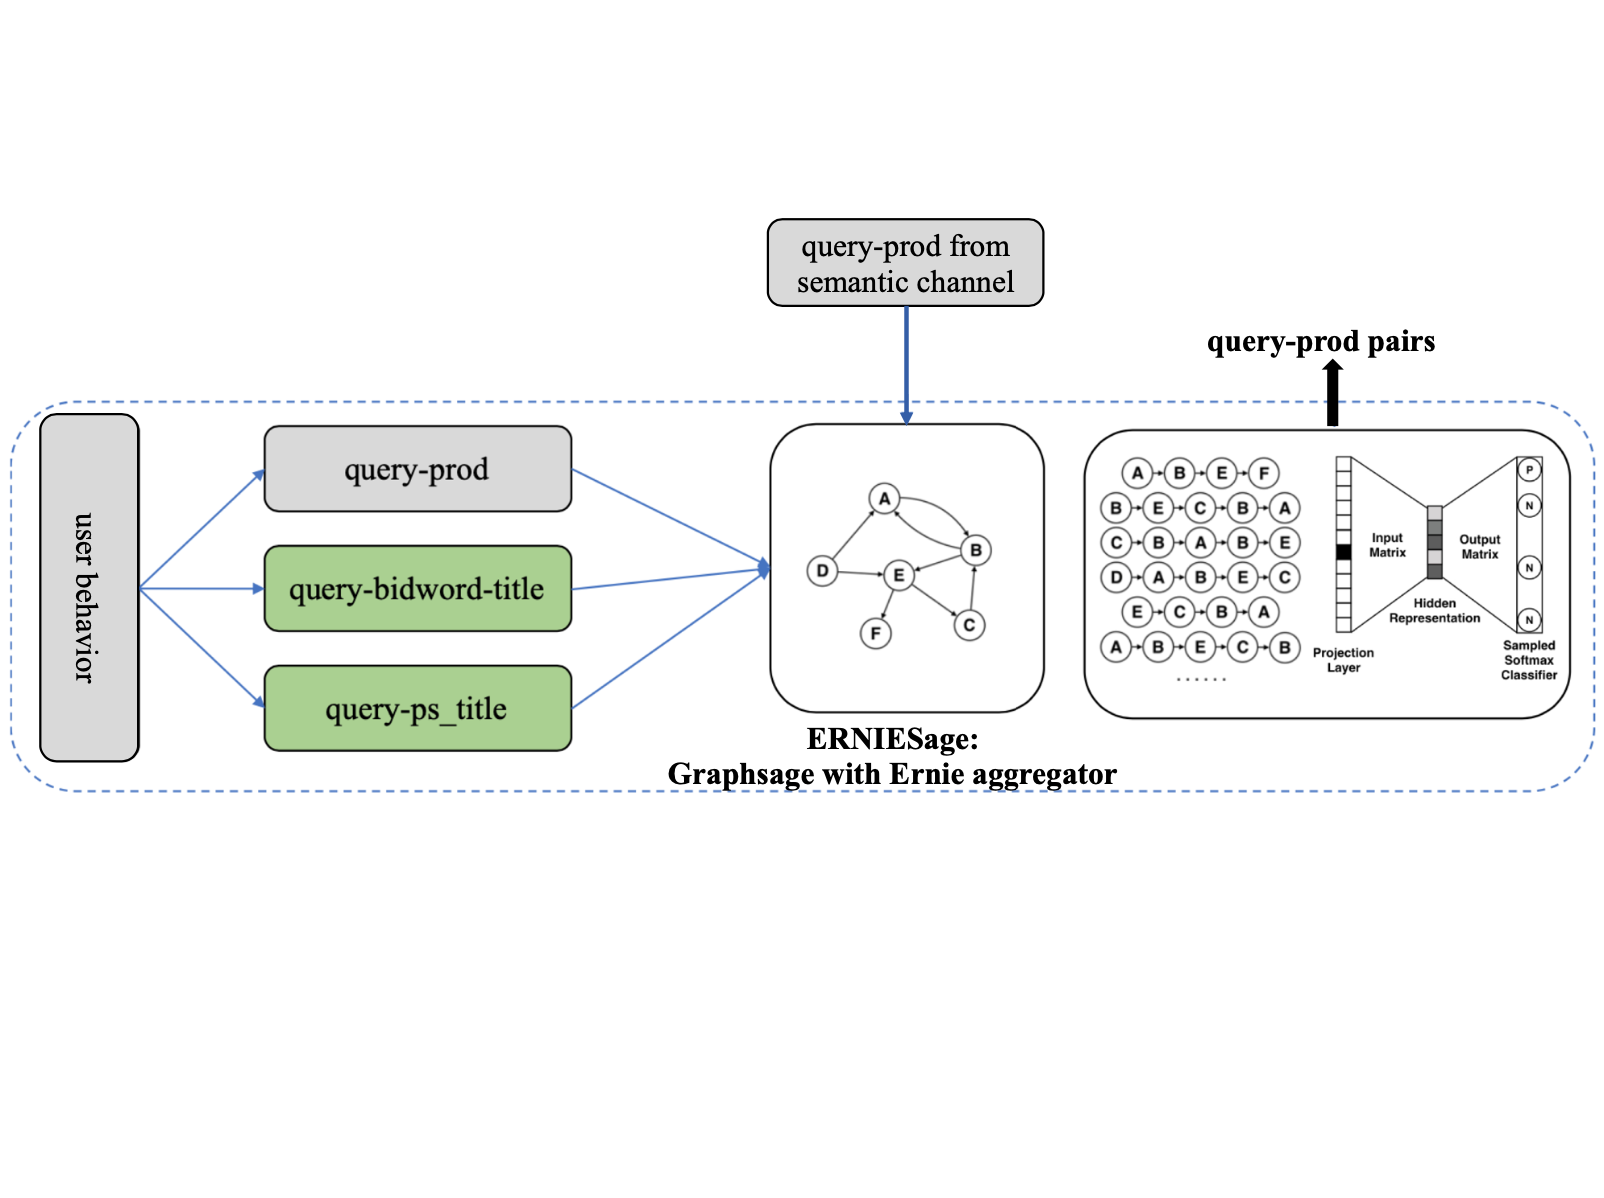 query-prod from
semantic channel
query-prod pairs
user behavior
query-prod
query-bidword-title
query-ps_title
A
B
D
E
C
F
ERNIESage:
Graphsage with Ernie aggregator
A B E F
B E C B A
C B A B E
D A B E C
E C B A
A B E C B
......
Input
Matrix
Output
Matrix
Hidden
Representation
Projection
Layer
P
N
N
N
Sampled
Softmax
Classifier